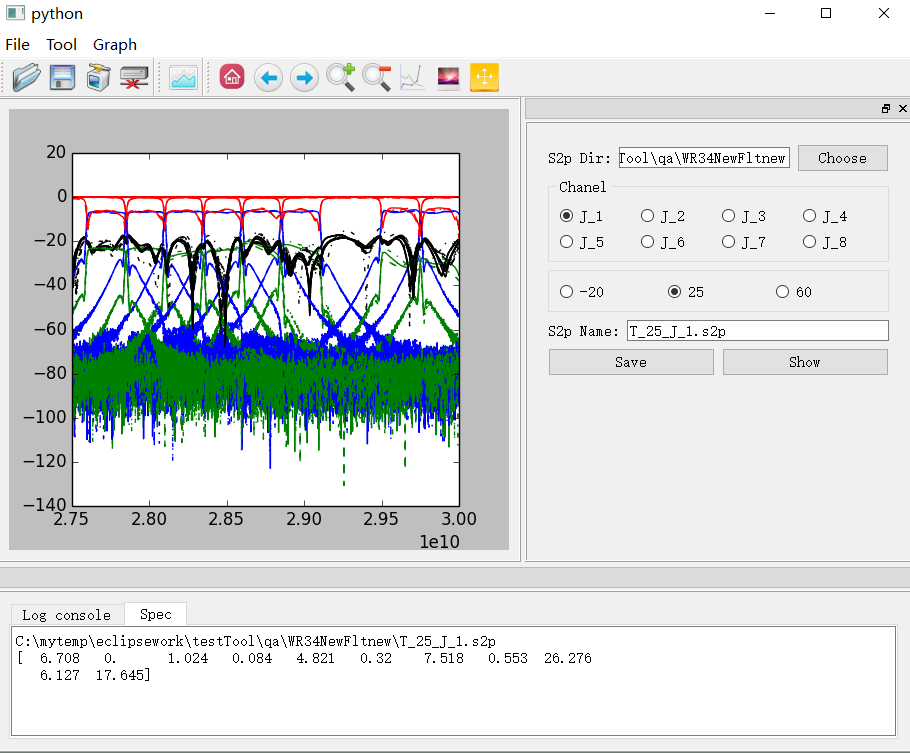 python
File Tool Graph
20
0
−20
−40
−60
−80
−100
−120
−140
2.75 2.80 2.85 2.90 2.95 3.00
1e10
S2p Dir: Tool\qa\WR34NewFltnew Choose
Chanel
J_1 J_2 J_3 J_4
J_5 J_6 J_7 J_8
-20 25 60
S2p Name: T_25_J_1.s2p
Save Show
Log console Spec
C:\mytemp\eclipsework\testTool\qa\WR34NewFltnew\T_25_J_1.s2p
[ 6.708 0. 1.024 0.084 4.821 0.32 7.518 0.553 26.276
6.127 17.645]